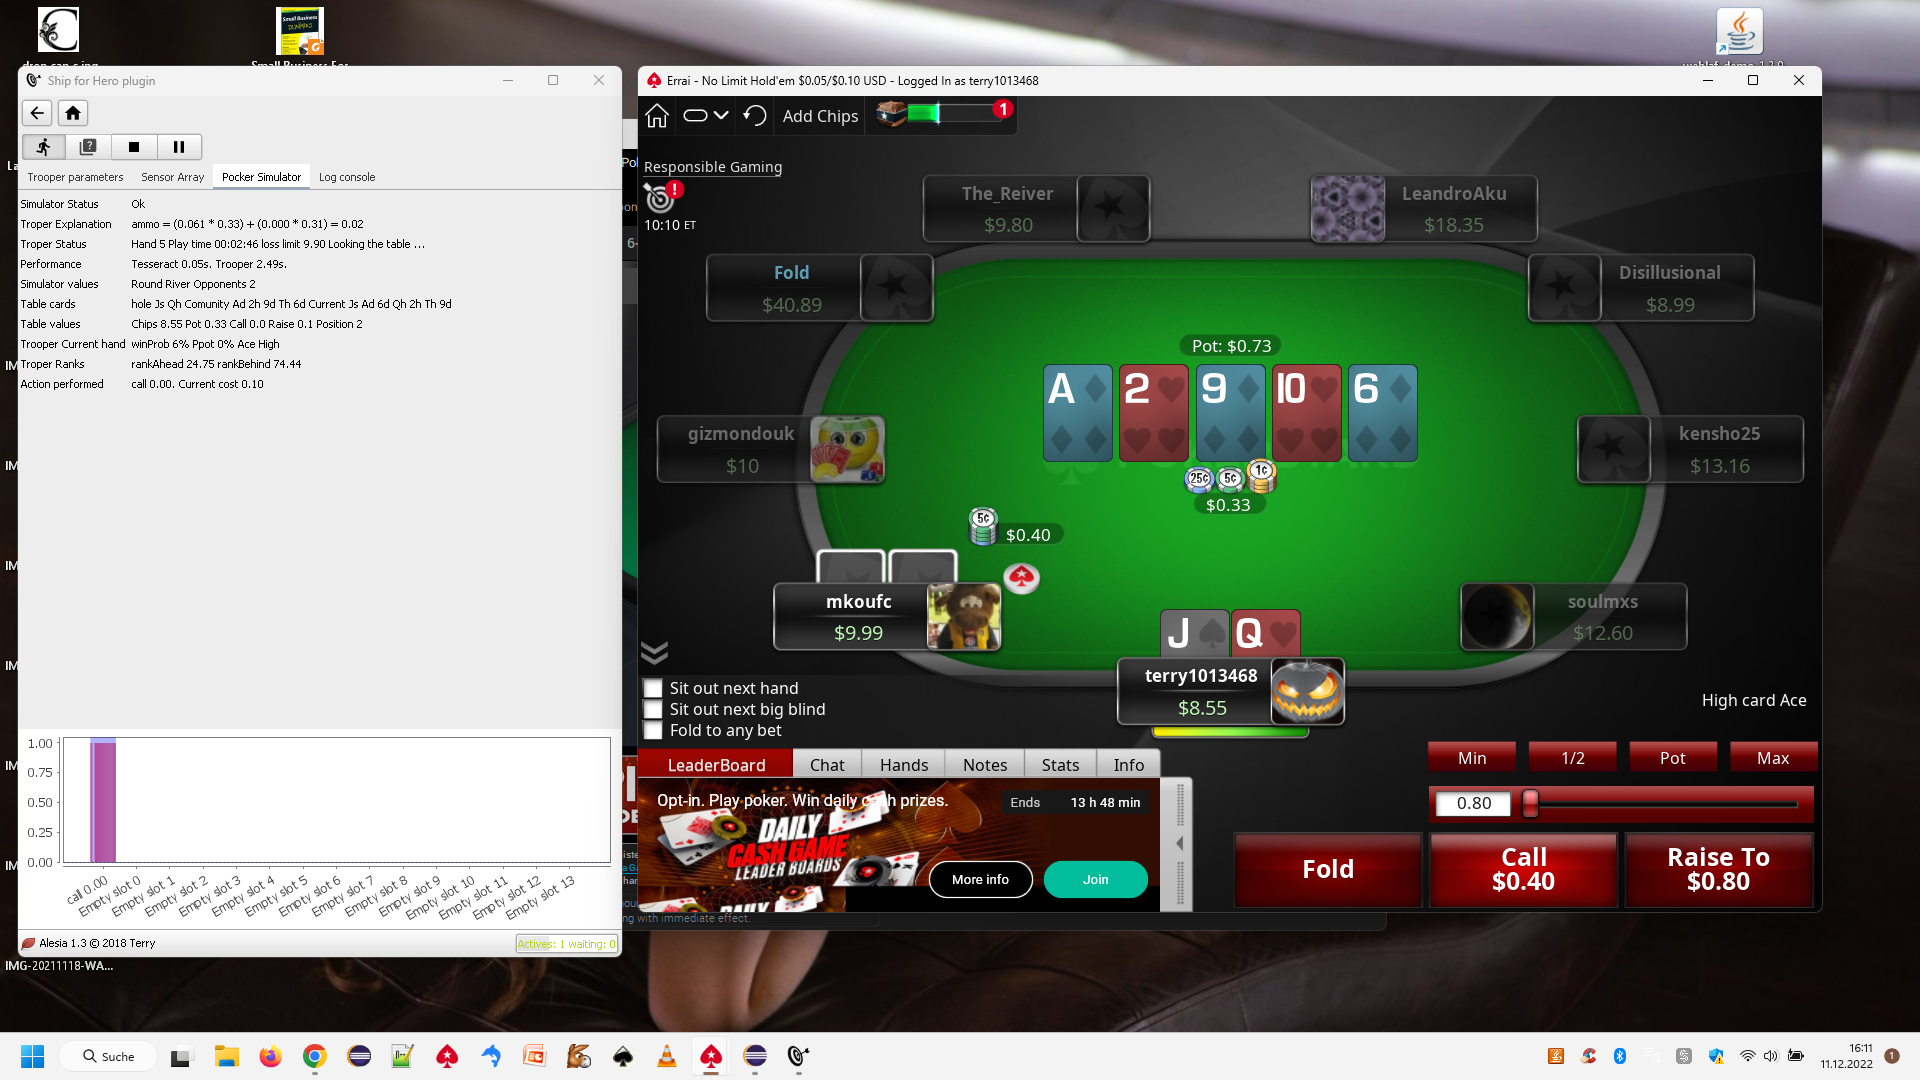 Small Business For
weblaf-demo-1.2.9
Ship for Hero plugin
Trooper parameters
Sensor Array
Pocker Simulator
Log console
Simulator Status Ok
Troper Explanation ammo = (0.061 * 0.33) + (0.000 * 0.31) = 0.02
Troper Status Hand 5 Play time 00:02:46 loss limit 9.90 Looking the table ...
Performance Tesseract 0.05s. Trooper 2.49s.
Simulator values Round River Opponents 2
Table cards hole Js Qh Comunity Ad 2h 9d Th 6d Current Js Ad 6d Qh 2h Th 9d
Table values Chips 8.55 Pot 0.33 Call 0.0 Raise 0.1 Position 2
Trooper Current hand winProb 6% Ppot 0% Ace High
Troper Ranks rankAhead 24.75 rankBehind 74.44
Action performed call 0.00. Current cost 0.10
1.00
0.75
0.50
0.25
0.00
call 0.00
Empty slot 0
Empty slot 1
Empty slot 2
Empty slot 3
Empty slot 4
Empty slot 5
Empty slot 6
Empty slot 7
Empty slot 8
Empty slot 9
Empty slot 10
Empty slot 11
Empty slot 12
Empty slot 13
Alesia 1.3 © 2018 Terry
Actives: 1 waiting: 0
IMG-20211118-WA...
Errai - No Limit Hold'em $0.05/$0.10 USD - Logged In as terry1013468
Add Chips
1
Responsible Gaming
10:10 ET
The_Reiver
$9.80
LeandroAku
$18.35
Fold
$40.89
Disillusional
$8.99
Pot: $0.73
A 2 9 10 6
gizmondouk
$10
kensho25
$13.16
25¢ 5¢ 1¢
$0.33
5¢
$0.40
mkoufc
$9.99
J Q
terry1013468
$8.55
soulmxs
$12.60
Sit out next hand
Sit out next big blind
Fold to any bet
High card Ace
LeaderBoard
Chat
Hands
Notes
Stats
Info
Opt-in. Play poker. Win daily cash prizes.
Ends 13 h 48 min
DAILY
CASH GAME
LEADER BOARDS
More info
Join
Min
1/2
Pot
Max
0.80
Fold
Call
$0.40
Raise To
$0.80
ng with immediate effect.
Suche
16:11
11.12.2022
1